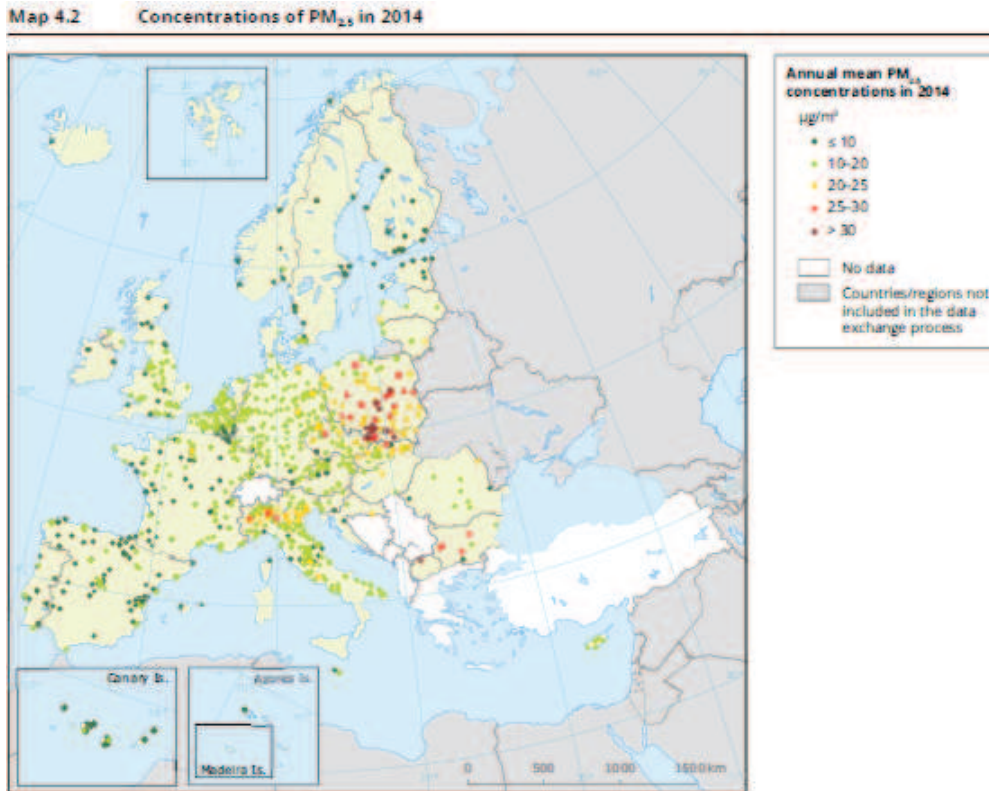 Map 4.2 Concentrations of PM₂.₅ in 2014
Annual mean PM₂.₅
concentrations in 2014
µg/m³
≤ 10
10–20
20–25
25–30
> 30
No data
Countries/regions not
included in the data
exchange process
Canary Is.
Azores Is.
Madeira Is.
0 500 1000 1500 km